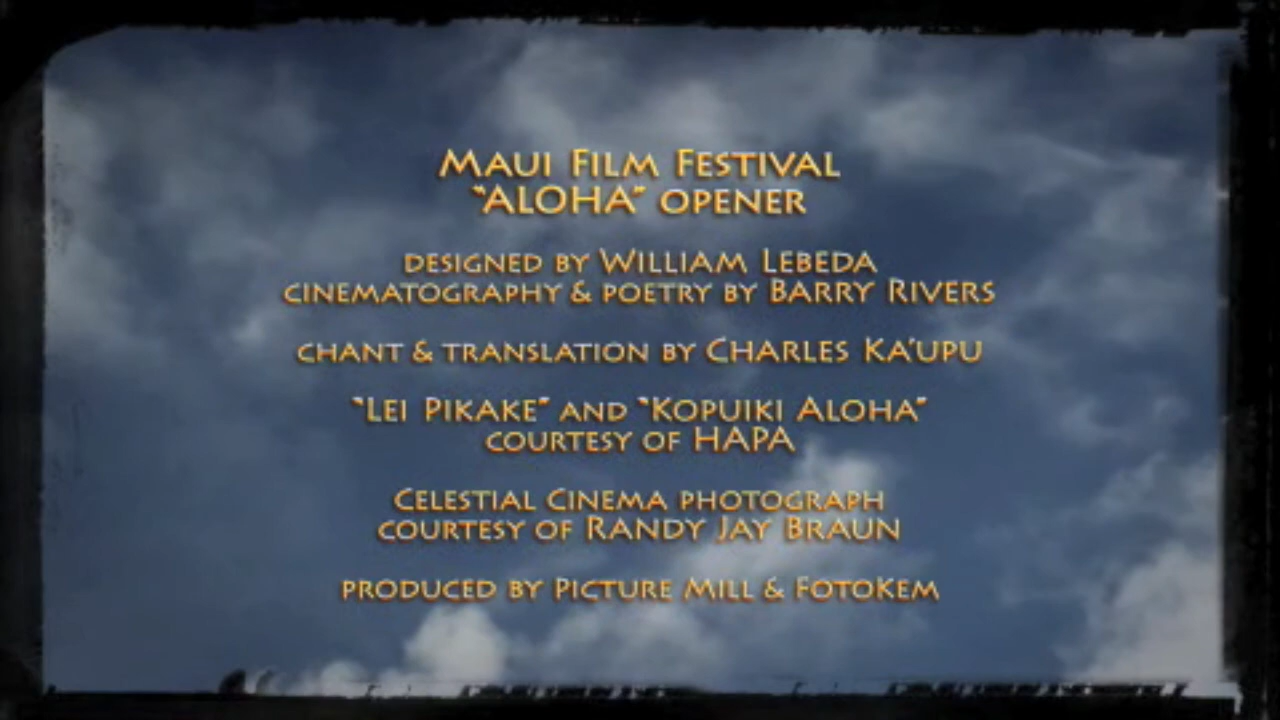 Maui Film Festival
"ALOHA" opener
designed by William Lebeda
cinematography & poetry by Barry Rivers
chant & translation by Charles Ka'upu
"Lei Pikake" and "Kopuiki Aloha"
courtesy of HAPA
Celestial Cinema photograph
courtesy of Randy Jay Braun
produced by Picture Mill & FotoKem